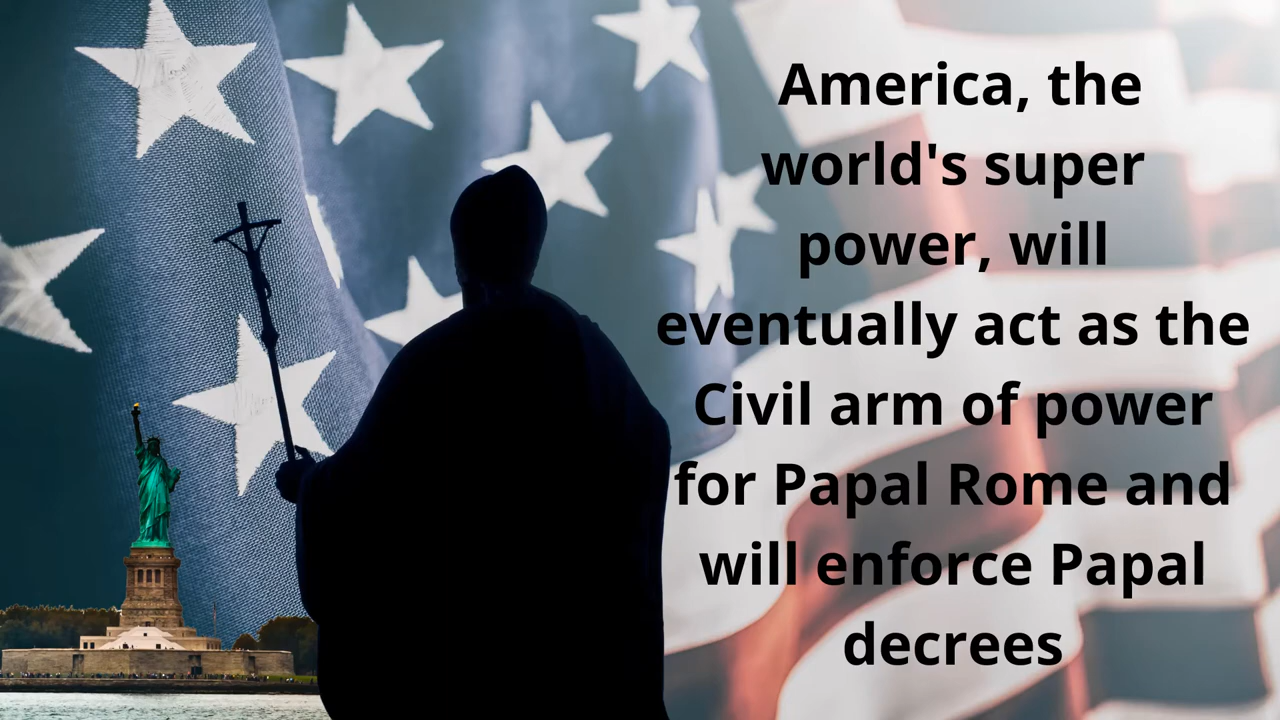 America, the
world's super
power, will
eventually act as the
Civil arm of power
for Papal Rome and
will enforce Papal
decrees